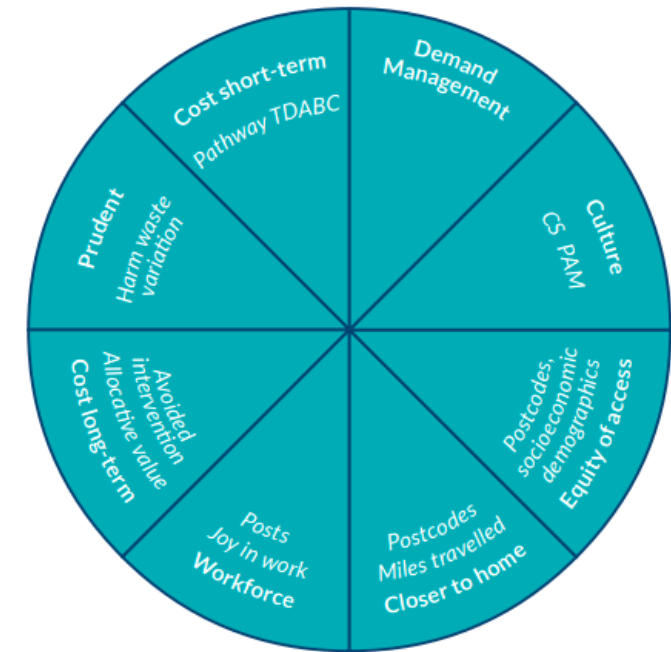 Demand
Management
Culture
CS PAM
Postcodes,
socioeconomic
demographics
Equity of access
Postcodes
Miles travelled
Closer to home
Posts
Joy in work
Workforce
Avoided
intervention
Allocative value
Cost long-term
Prudent
Harm waste
variation
Cost short-term
Pathway TDABC